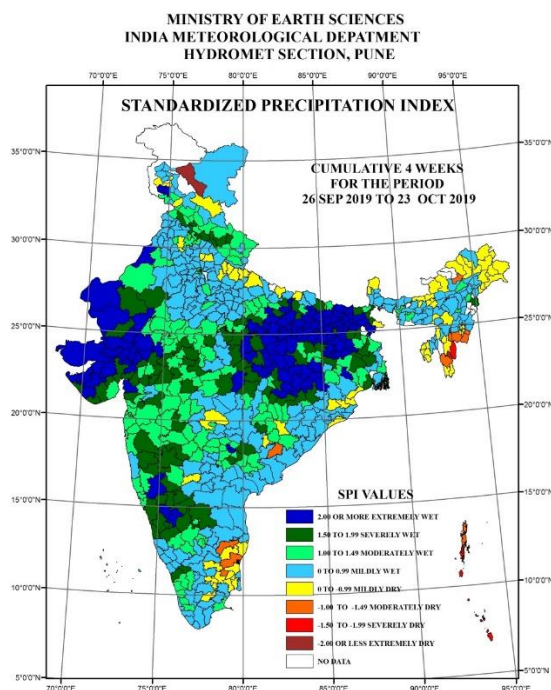 MINISTRY OF EARTH SCIENCES
INDIA METEOROLOGICAL DEPATMENT
HYDROMET SECTION, PUNE
70°0'0"E 75°0'0"E 80°0'0"E 85°0'0"E 90°0'0"E 95°0'0"E
STANDARDIZED PRECIPITATION INDEX
CUMULATIVE 4 WEEKS
FOR THE PERIOD
26 SEP 2019 TO 23 OCT 2019
35°0'0"N 35°0'0"N
30°0'0"N 30°0'0"N
25°0'0"N 25°0'0"N
20°0'0"N 20°0'0"N
15°0'0"N 15°0'0"N
10°0'0"N 10°0'0"N
5°0'0"N 5°0'0"N
SPI VALUES
2.00 OR MORE EXTREMELY WET
1.50 TO 1.99 SEVERELY WET
1.00 TO 1.49 MODERATELY WET
0 TO 0.99 MILDLY WET
0 TO -0.99 MILDLY DRY
-1.00 TO -1.49 MODERATELY DRY
-1.50 TO -1.99 SEVERELY DRY
-2.00 OR LESS EXTREMELY DRY
NO DATA
70°0'0"E 75°0'0"E 80°0'0"E 85°0'0"E 90°0'0"E 95°0'0"E